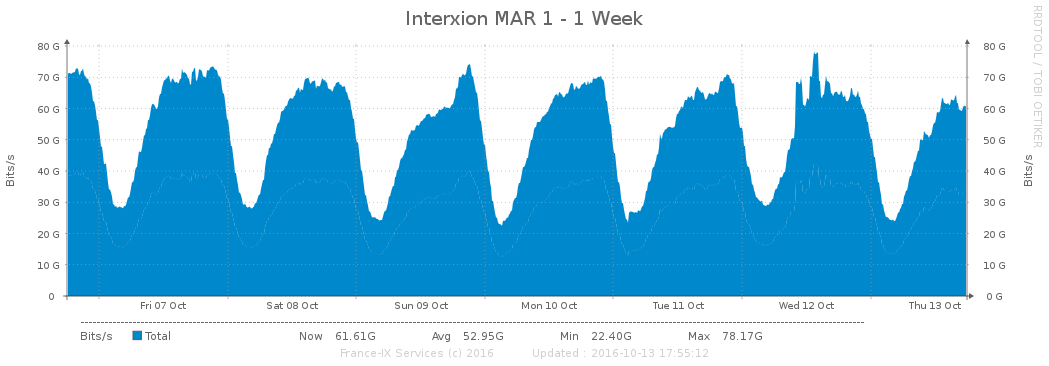 Interxion MAR 1 - 1 Week
RRDTOOL / TOBI OETIKER
Bits/s
80 G
70 G
60 G
50 G
40 G
30 G
20 G
10 G
0
80 G
70 G
60 G
50 G
40 G
30 G
20 G
10 G
0 G
Bits/s
Fri 07 Oct Sat 08 Oct Sun 09 Oct Mon 10 Oct Tue 11 Oct Wed 12 Oct Thu 13 Oct
Bits/s Total Now 61.61G Avg 52.95G Min 22.40G Max 78.17G
France-IX Services (c) 2016 Updated : 2016-10-13 17:55:12